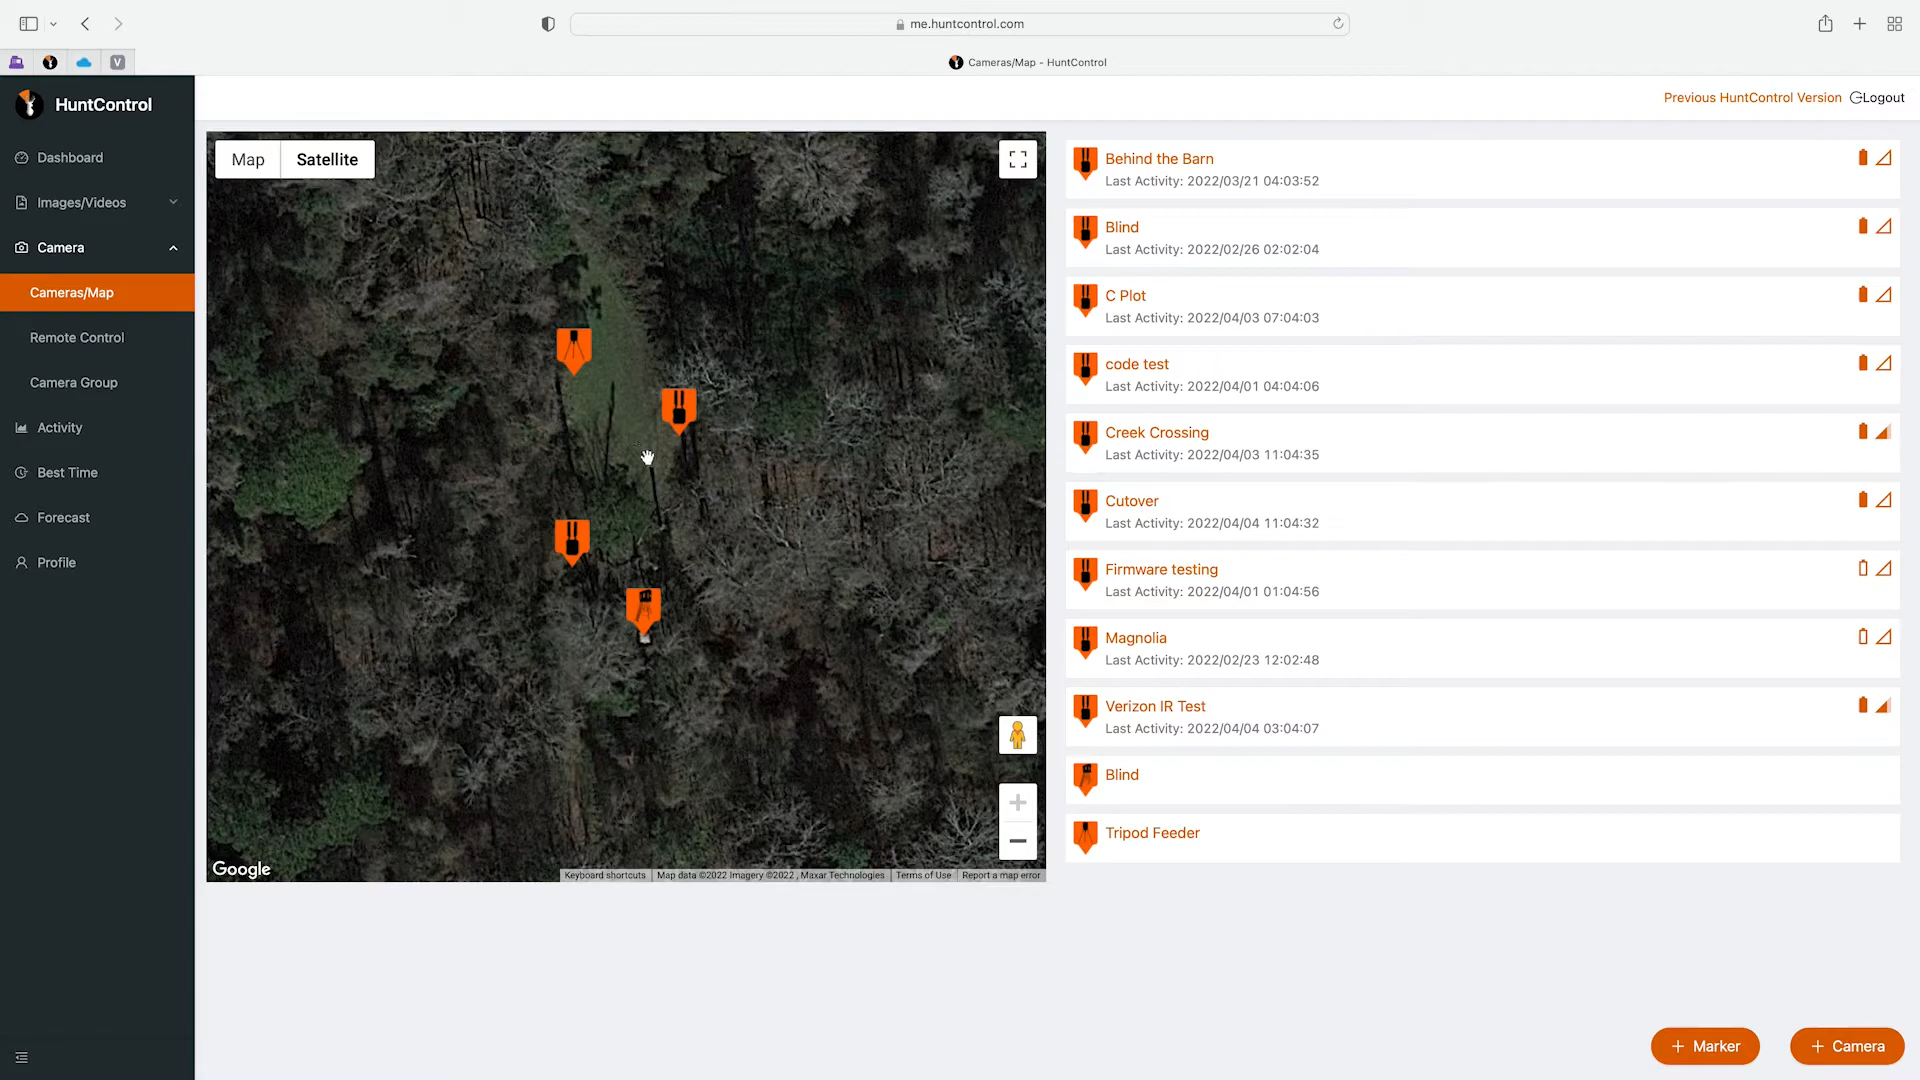 me.huntcontrol.com
V
Cameras/Map - HuntControl
HuntControl
Previous HuntControl Version
Logout
Dashboard
Images/Videos
Camera
Cameras/Map
Remote Control
Camera Group
Activity
Best Time
Forecast
Profile
Map
Satellite
Google
Keyboard shortcuts
Map data ©2022 Imagery ©2022 , Maxar Technologies
Terms of Use
Report a map error
Behind the Barn
Last Activity: 2022/03/21 04:03:52
Blind
Last Activity: 2022/02/26 02:02:04
C Plot
Last Activity: 2022/04/03 07:04:03
code test
Last Activity: 2022/04/01 04:04:06
Creek Crossing
Last Activity: 2022/04/03 11:04:35
Cutover
Last Activity: 2022/04/04 11:04:32
Firmware testing
Last Activity: 2022/04/01 01:04:56
Magnolia
Last Activity: 2022/02/23 12:02:48
Verizon IR Test
Last Activity: 2022/04/04 03:04:07
Blind
Tripod Feeder
+ Marker
+ Camera